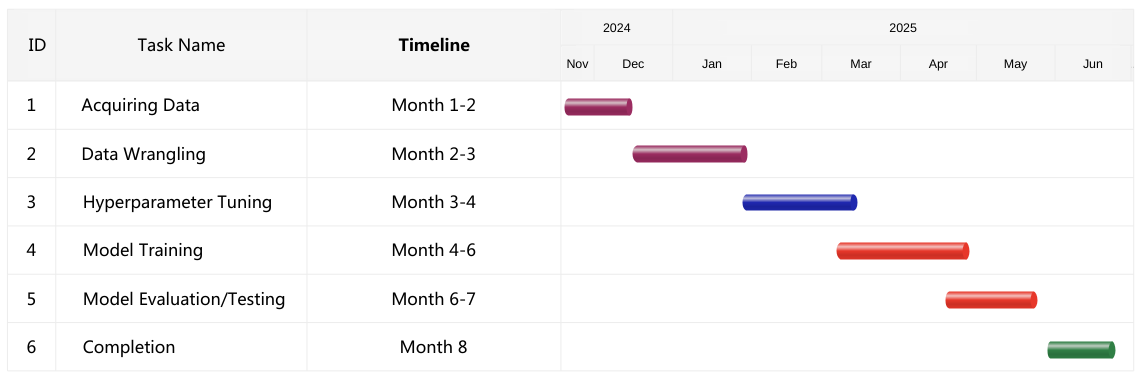 ID Task Name Timeline 2024 2025
Nov Dec Jan Feb Mar Apr May Jun
1 Acquiring Data Month 1-2
2 Data Wrangling Month 2-3
3 Hyperparameter Tuning Month 3-4
4 Model Training Month 4-6
5 Model Evaluation/Testing Month 6-7
6 Completion Month 8